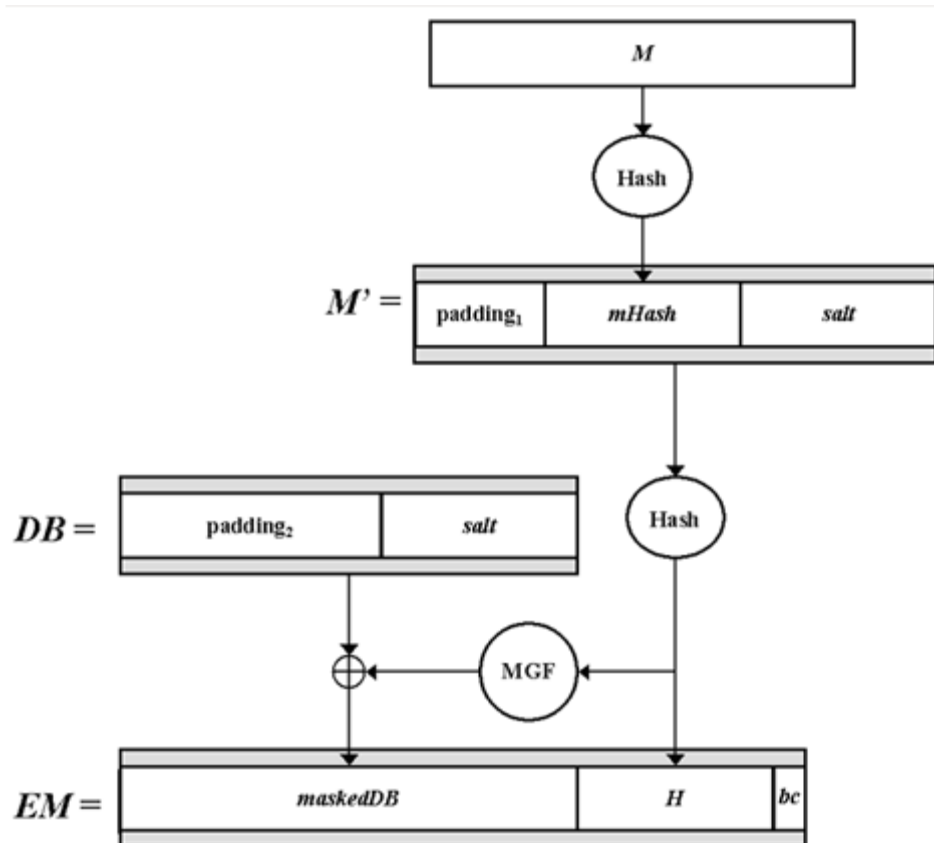 M
Hash
M’ = padding₁ mHash salt
Hash
DB = padding₂ salt
MGF
EM = maskedDB H bc